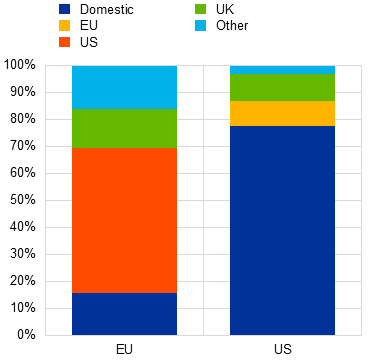 Domestic
EU
US
UK
Other
100%
90%
80%
70%
60%
50%
40%
30%
20%
10%
0%
EU
US